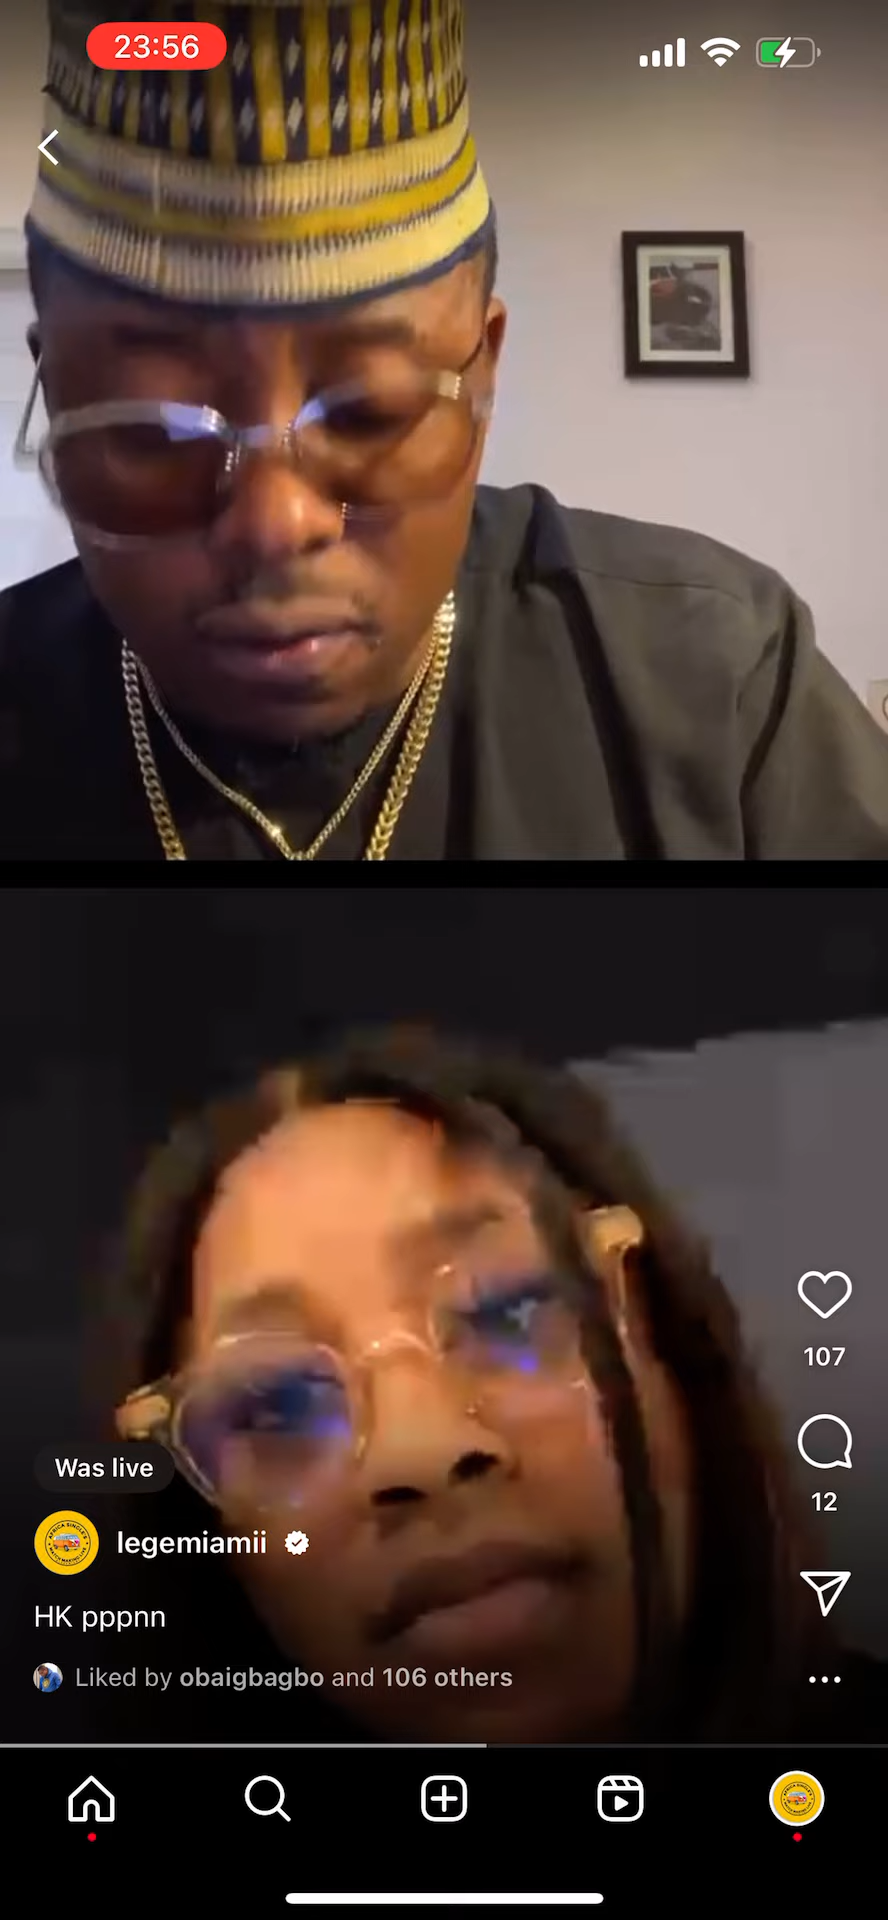 23:56
107
Was live
12
legemiamii
HK pppnn
Liked by obaigbagbo and 106 others